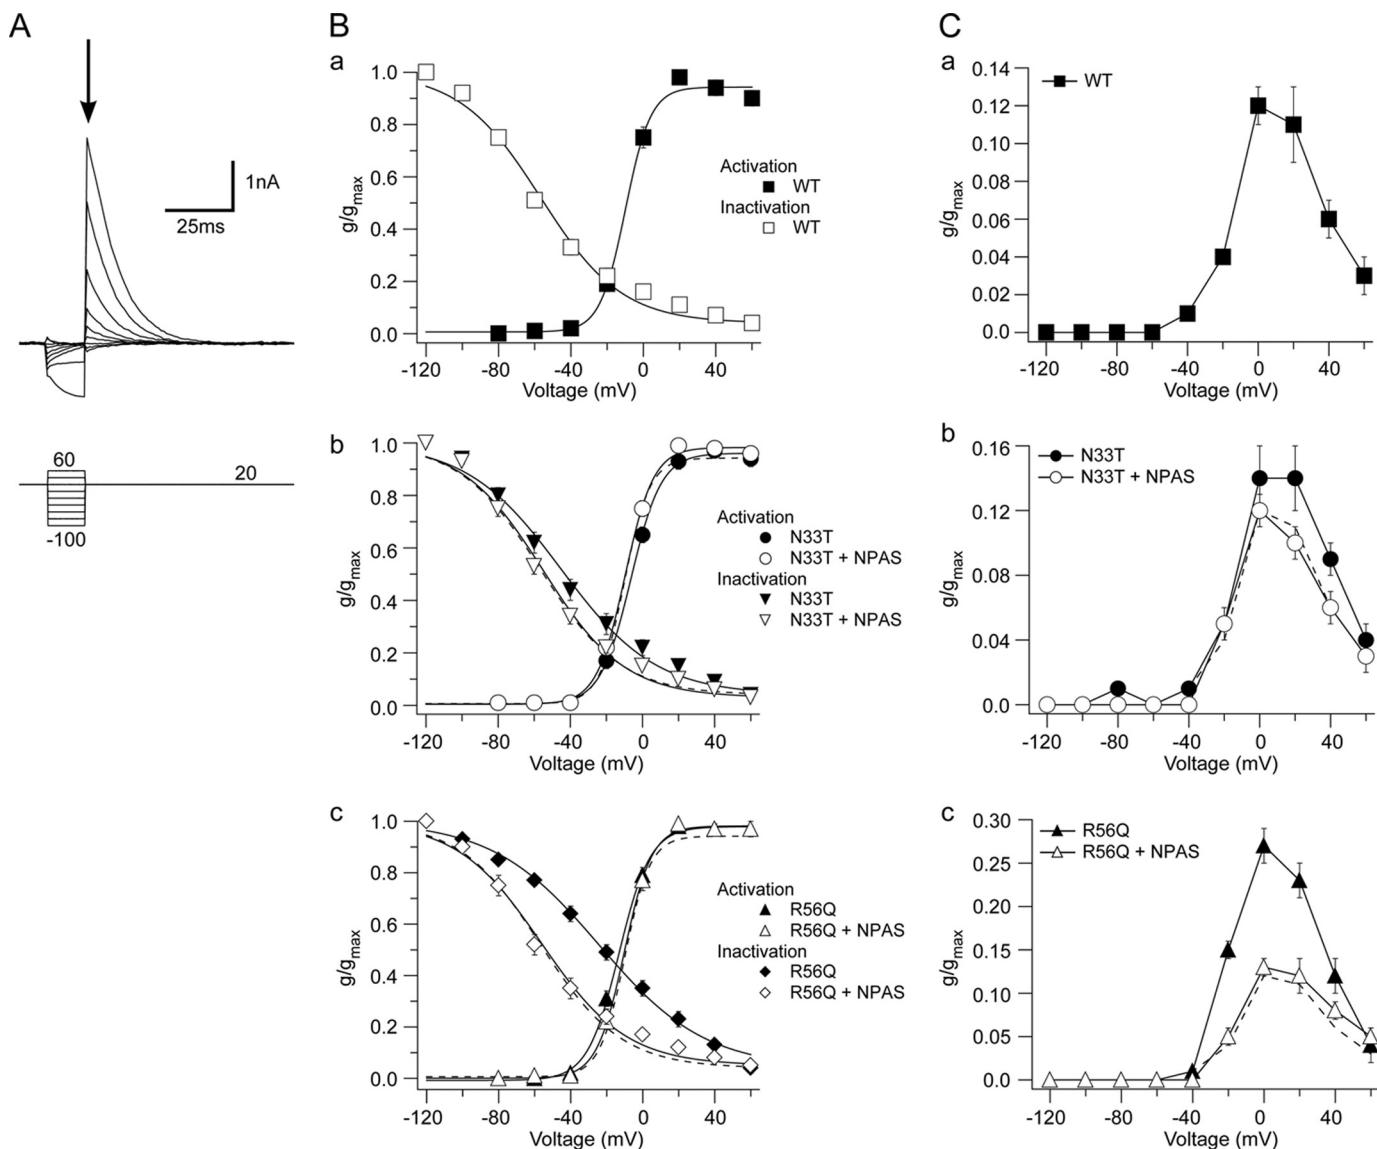 A
1nA
25ms
60
20
-100
B
a
1.0
0.8
0.6
0.4
0.2
0.0
g/gmax
-120 -80 -40 0 40
Voltage (mV)
Activation
WT
Inactivation
WT
b
1.0
0.8
0.6
0.4
0.2
0.0
g/gmax
-120 -80 -40 0 40
Voltage (mV)
Activation
N33T
N33T + NPAS
Inactivation
N33T
N33T + NPAS
c
1.0
0.8
0.6
0.4
0.2
0.0
g/gmax
-120 -80 -40 0 40
Voltage (mV)
Activation
R56Q
R56Q + NPAS
Inactivation
R56Q
R56Q + NPAS
C
a
0.14
0.12
0.10
0.08
0.06
0.04
0.02
0.0
g/gmax
-120 -80 -40 0 40
Voltage (mV)
WT
b
0.16
0.12
0.08
0.04
0.0
g/gmax
-120 -80 -40 0 40
Voltage (mV)
N33T
N33T + NPAS
c
0.30
0.25
0.20
0.15
0.10
0.05
0.0
g/gmax
-120 -80 -40 0 40
Voltage (mV)
R56Q
R56Q + NPAS